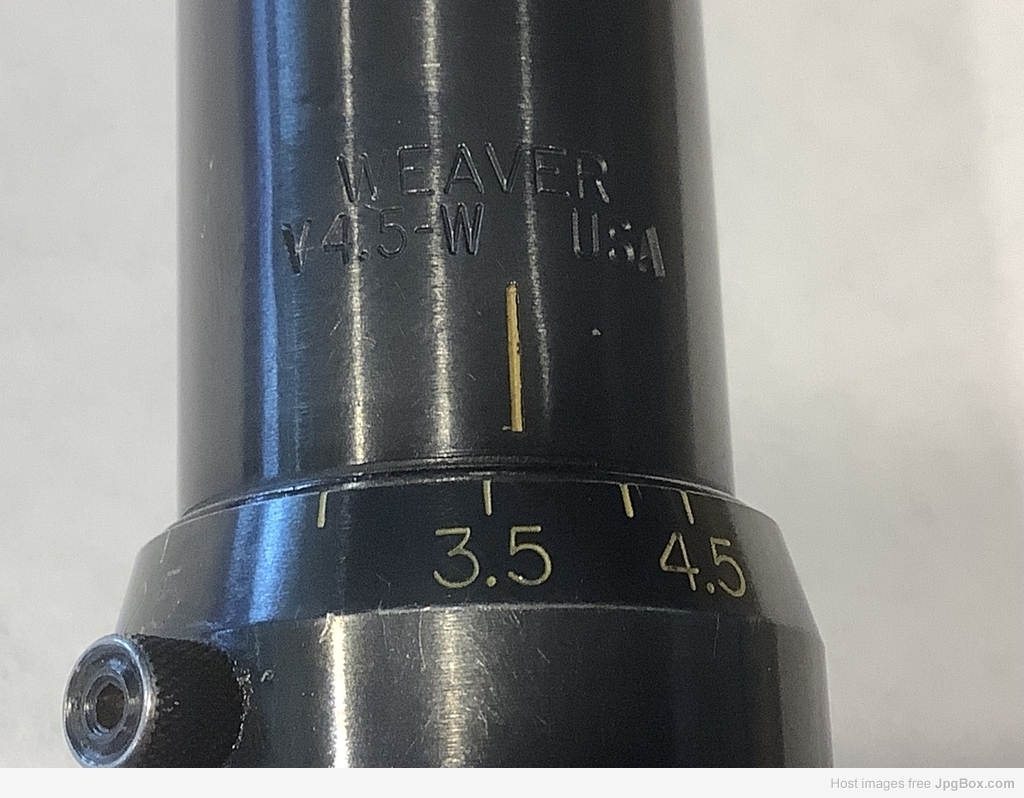 WEAVER
V4.5-W USA
3.5 4.5
Host images free JpgBox.com